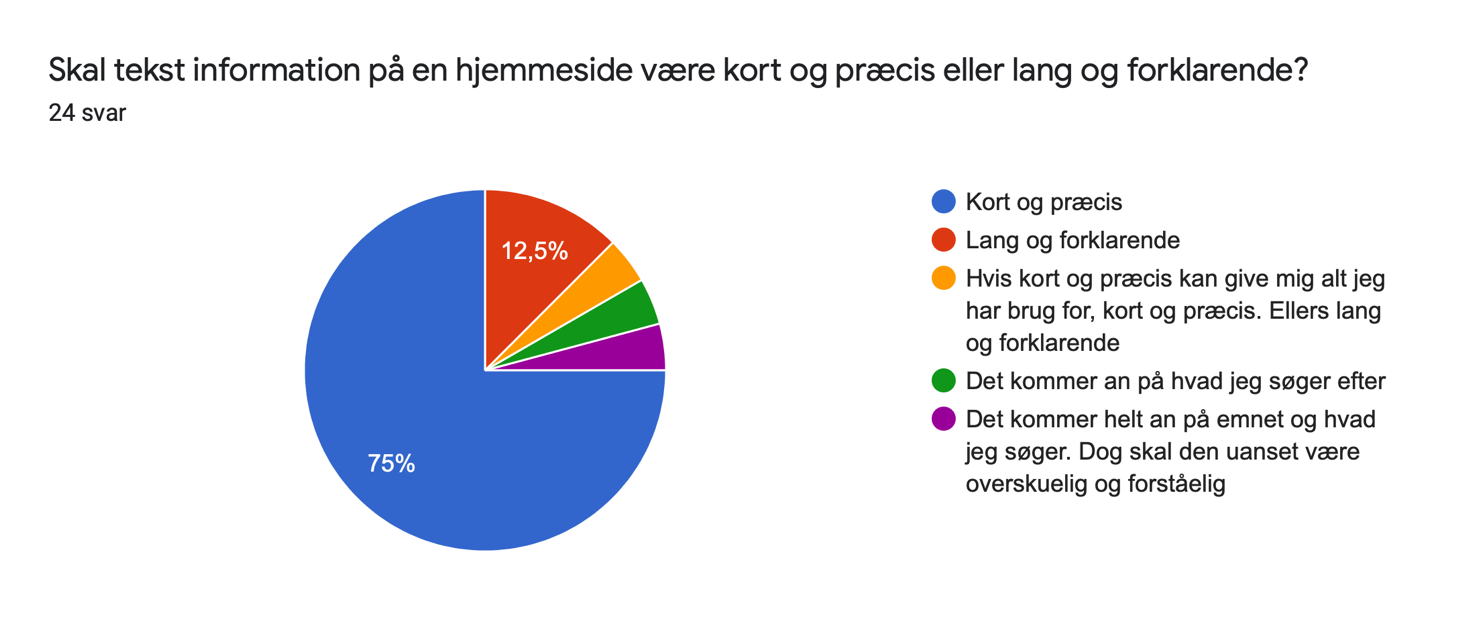 Skal tekst information på en hjemmeside være kort og præcis eller lang og forklarende?
24 svar
12,5%
75%
Kort og præcis
Lang og forklarende
Hvis kort og præcis kan give mig alt jeg
har brug for, kort og præcis. Ellers lang
og forklarende
Det kommer an på hvad jeg søger efter
Det kommer helt an på emnet og hvad
jeg søger. Dog skal den uanset være
overskuelig og forståelig